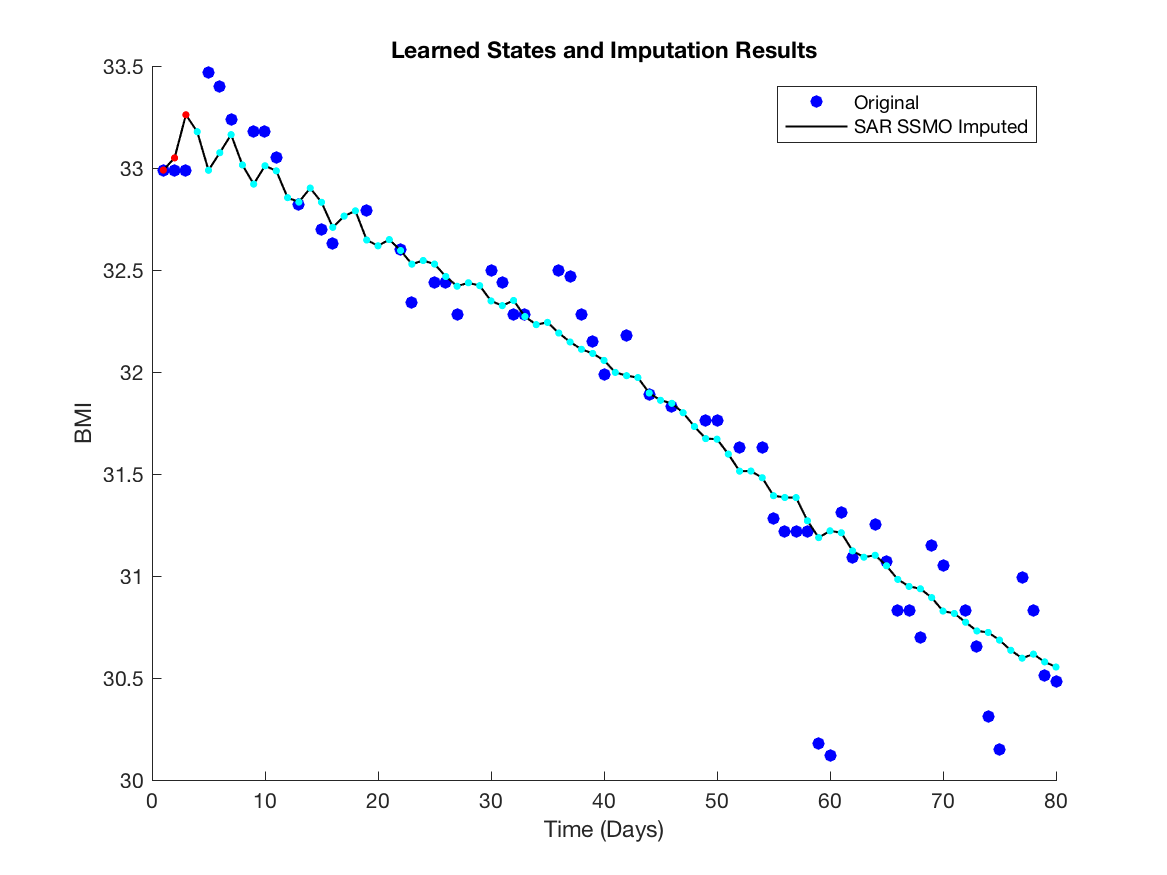 Learned States and Imputation Results
Original
SAR SSMO Imputed
BMI
33.5
33
32.5
32
31.5
31
30.5
30
0 10 20 30 40 50 60 70 80
Time (Days)